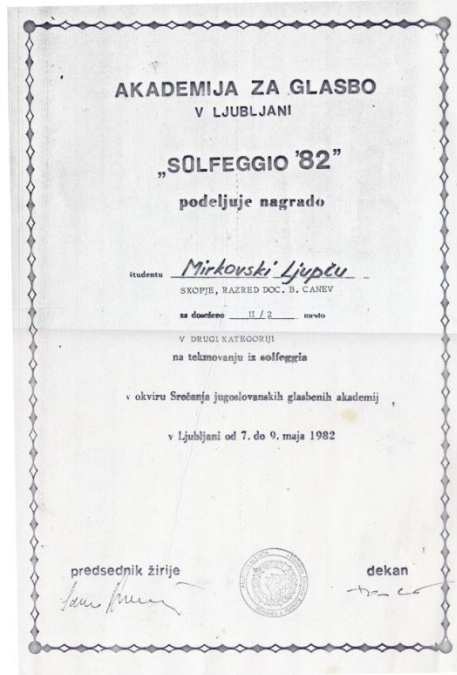 AKADEMIJA ZA GLASBO
V LJUBLJANI
„SOLFEGGIO '82”
podeljuje nagrado
študentu Mirkovski Ljupču
SKOPJE, RAZRED DOC. B. CANEV
za doseženo II / 2 mesto
V DRUGI KATEGORIJI
na tekmovanju iz solfeggia
v okviru Srečanja jugoslovanskih glasbenih akademij
v Ljubljani od 7. do 9. maja 1982
predsednik žirije
dekan